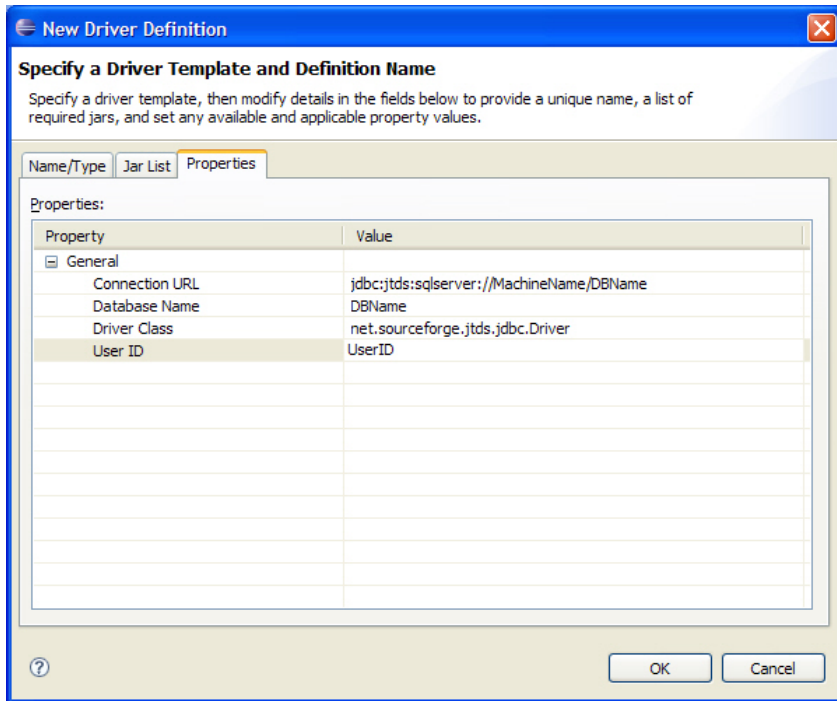 New Driver Definition
Specify a Driver Template and Definition Name
Specify a driver template, then modify details in the fields below to provide a unique name, a list of
required jars, and set any available and applicable property values.
Name/Type Jar List Properties
Properties:
Property Value
General
Connection URL jdbc:jtds:sqlserver://MachineName/DBName
Database Name DBName
Driver Class net.sourceforge.jtds.jdbc.Driver
User ID UserID
? OK Cancel